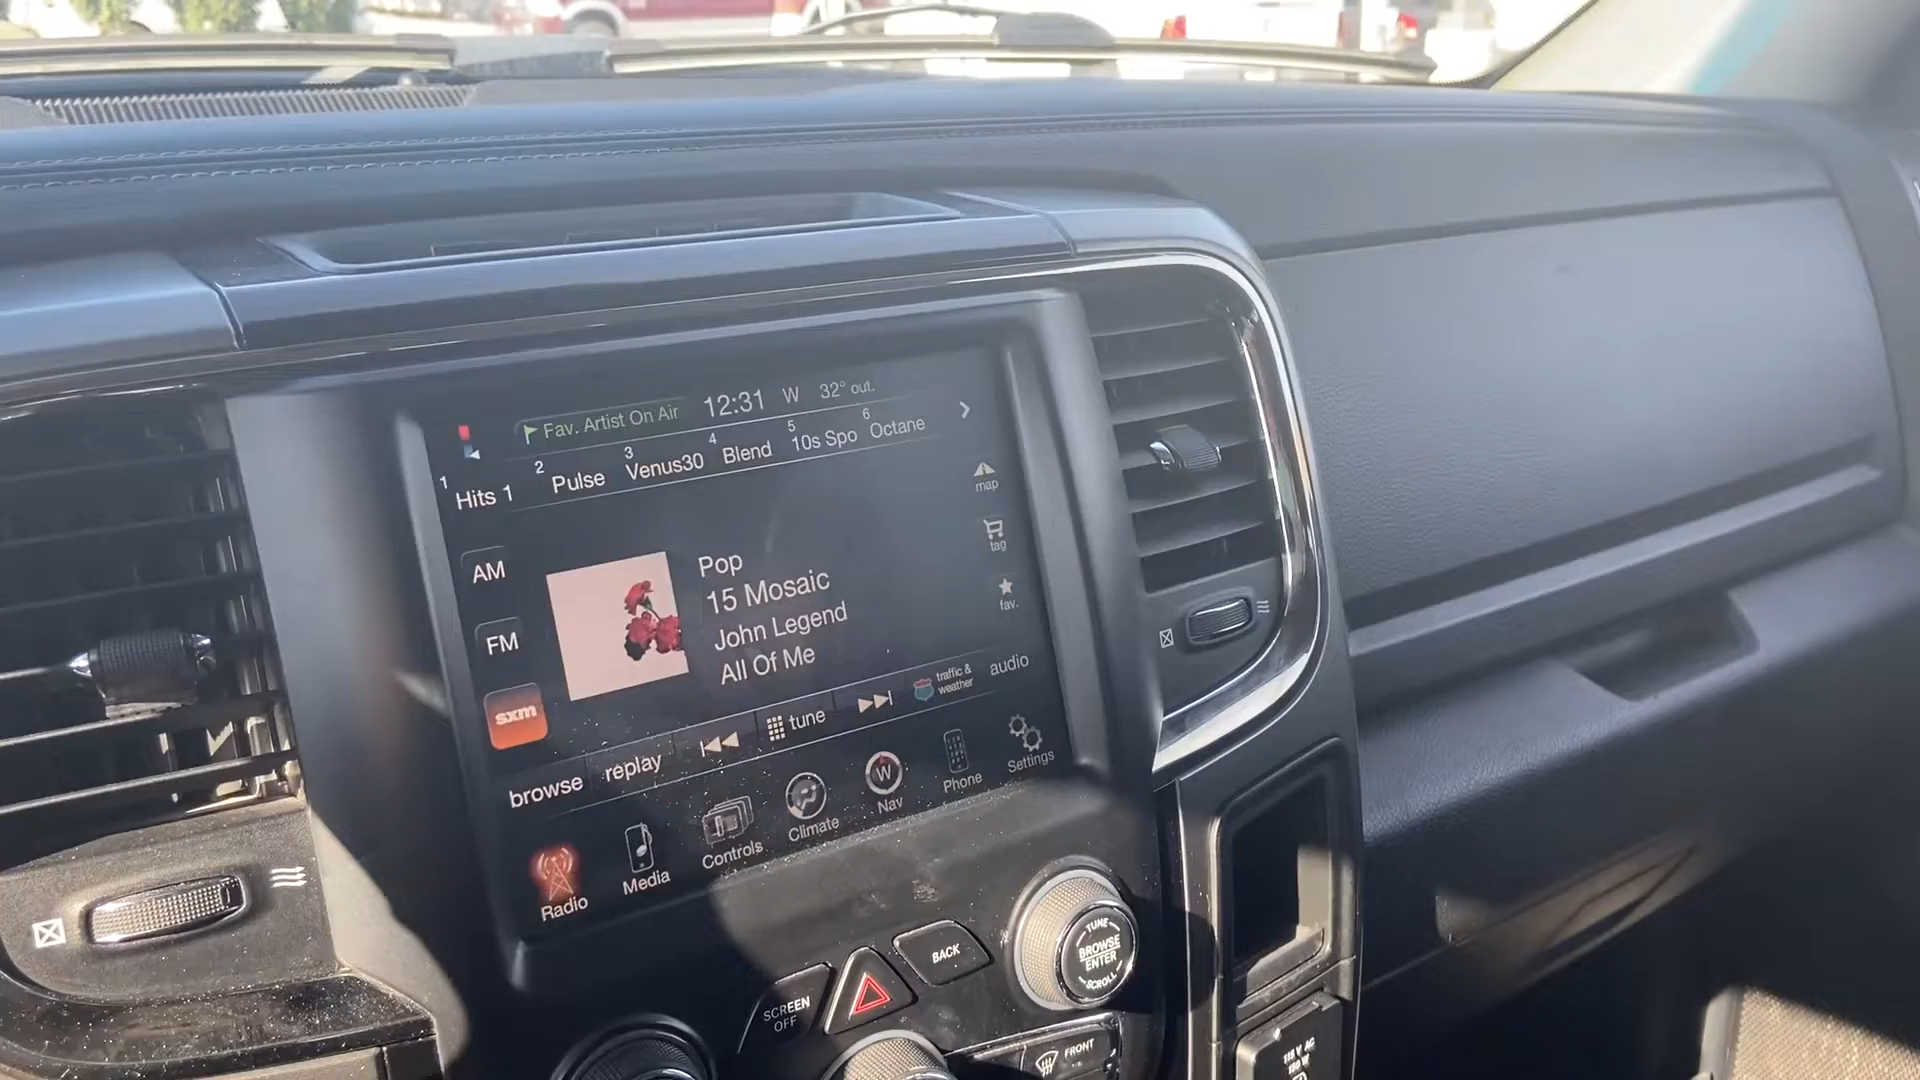 Fav. Artist On Air 12:31 W 32° out.
1 Hits 1 2 Pulse 3 Venus30 4 Blend 5 10s Spo 6 Octane
map
AM
tag
Pop
15 Mosaic
fav.
FM
John Legend
All Of Me
sxm
browse replay tune traffic & weather audio
Radio Media Controls Climate W Nav Phone Settings
SCREEN OFF
BACK
TUNE
BROWSE
ENTER
SCROLL
FRONT
115 V AC
150 W